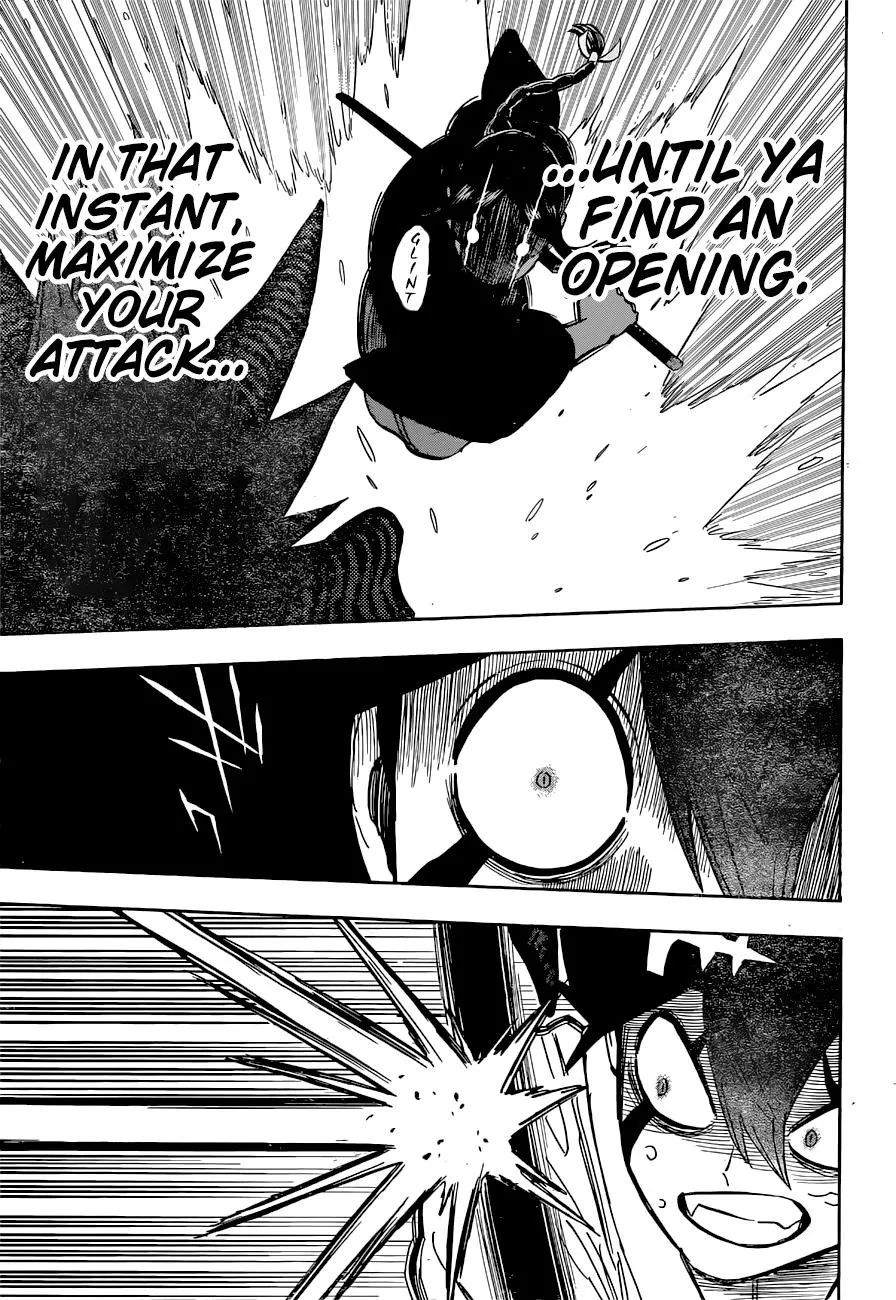 ...UNTIL YA
FIND AN
OPENING.
GLINT
IN THAT
INSTANT,
MAXIMIZE
YOUR
ATTACK...